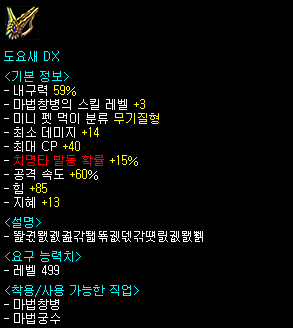 도요새 DX
<기본 정보>
- 내구력 59%
- 마법창병의 스킬 레벨 +3
- 미니 펫 먹이 분류 무기질형
- 최소 데미지 +14
- 최대 CP +40
- 치명타 발동 확률 +15%
- 공격 속도 +60%
- 힘 +85
- 지혜 +13
<설명>
-
<요구 능력치>
- 레벨 499
<착용/사용 가능한 직업>
- 마법창병
- 마법궁수